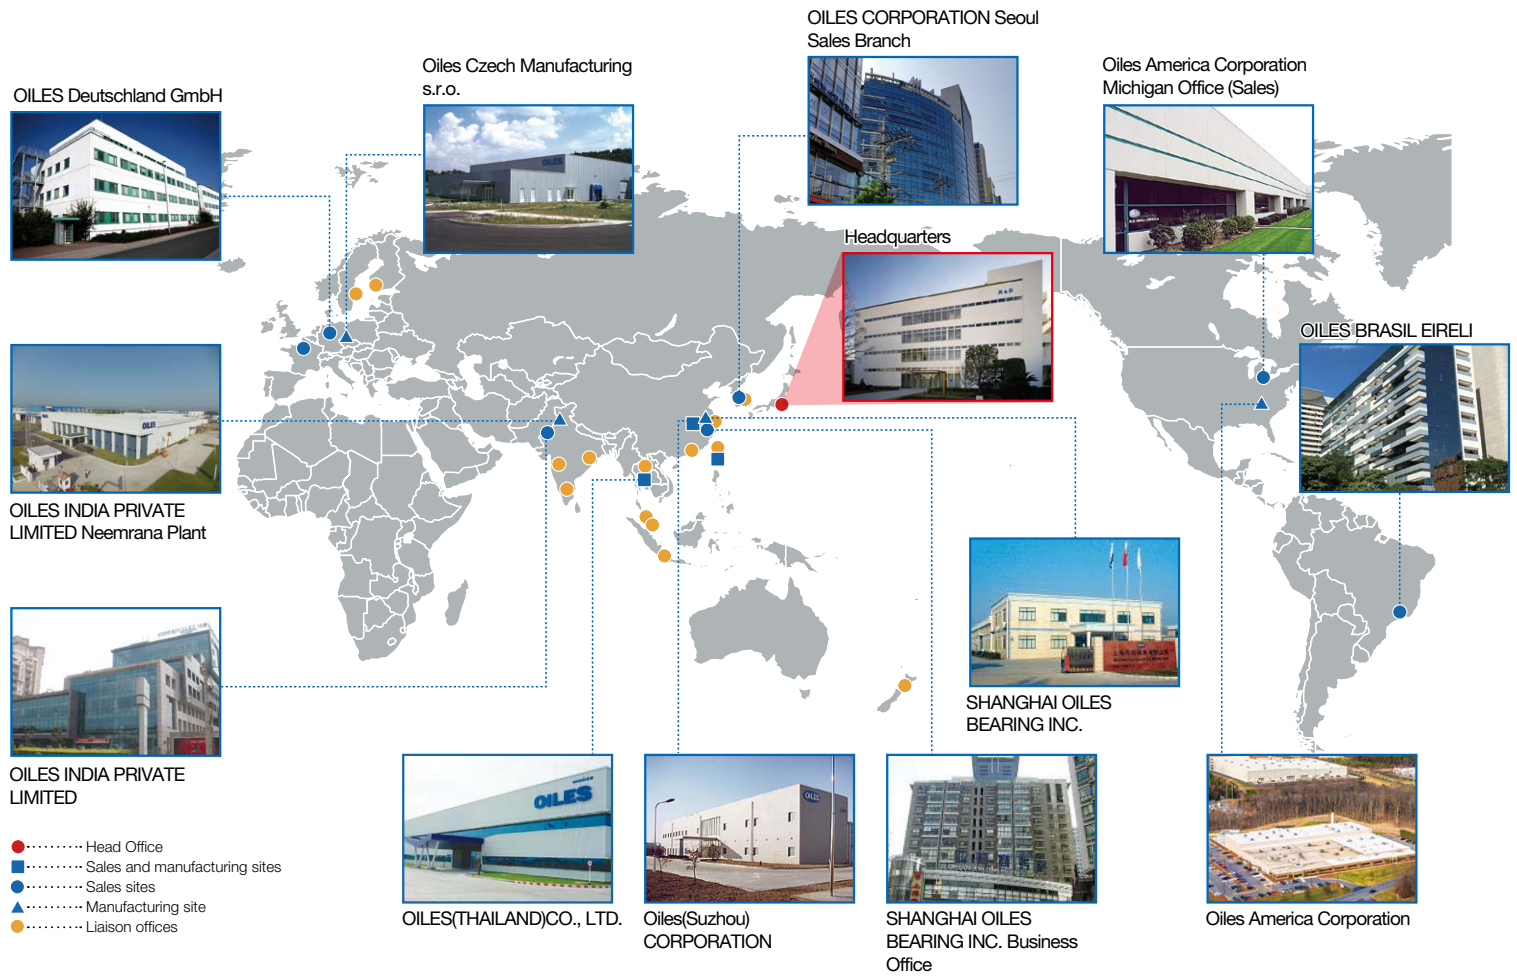 OILES CORPORATION Seoul
Sales Branch
Oiles Czech Manufacturing
s.r.o.
Oiles America Corporation
Michigan Office (Sales)
OILES Deutschland GmbH
OILES
Headquarters
R & D
OILES BRASIL EIRELI
OILES
OILES INDIA PRIVATE
LIMITED Neemrana Plant
SHANGHAI OILES
BEARING INC.
OILES INDIA PRIVATE
LIMITED
OILES
OILES
Head Office
Sales and manufacturing sites
Sales sites
Manufacturing site
Liaison offices
OILES(THAILAND)CO., LTD.
Oiles(Suzhou)
CORPORATION
SHANGHAI OILES
BEARING INC. Business
Office
Oiles America Corporation